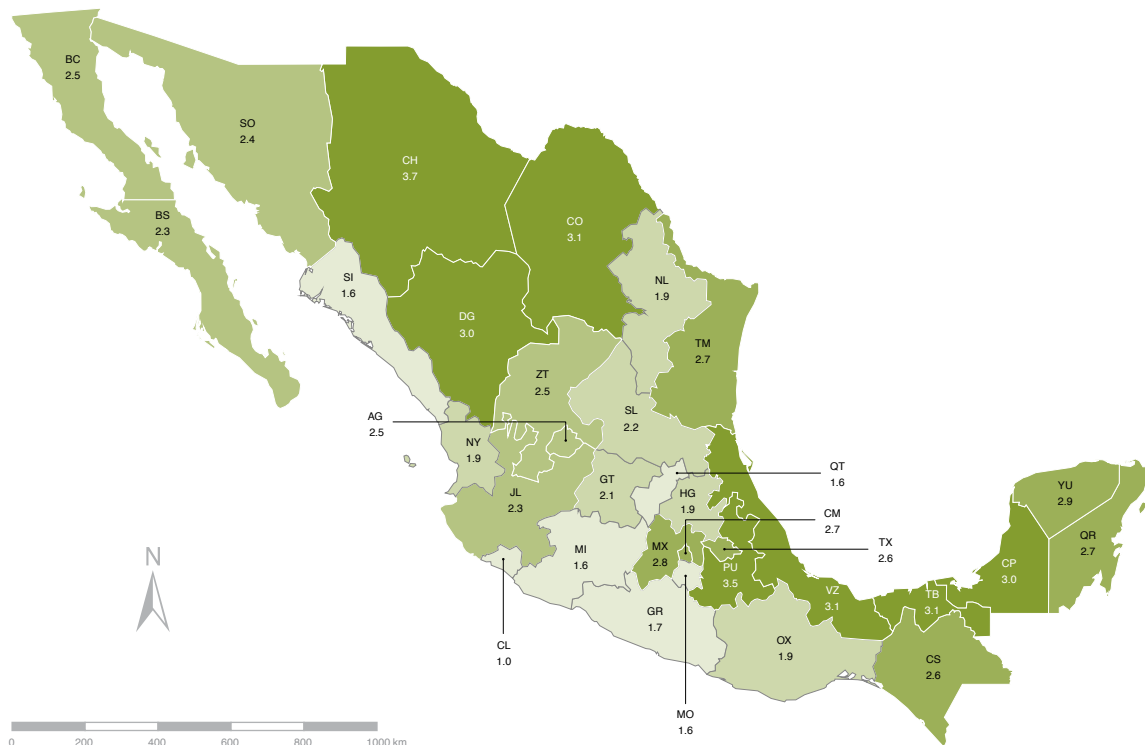 BC
2.5
SO
2.4
CH
3.7
BS
2.3
CO
3.1
SI
1.6
NL
1.9
DG
3.0
TM
2.7
ZT
2.5
AG
2.5
SL
2.2
NY
1.9
QT
1.6
GT
2.1
HG
1.9
JL
2.3
CM
2.7
YU
2.9
QR
2.7
TX
2.6
MI
1.6
MX
2.8
PU
3.5
CP
3.0
VZ
3.1
TB
3.1
GR
1.7
CL
1.0
OX
1.9
CS
2.6
MO
1.6
N
0 200 400 600 800 1000 km